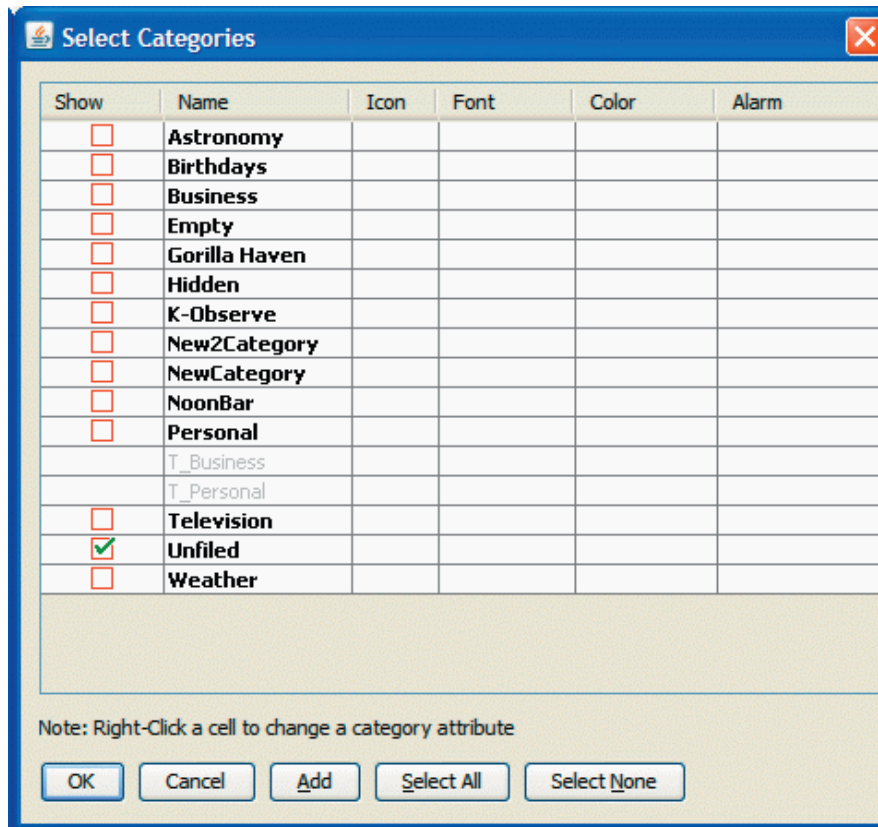 Select Categories
Show Name Icon Font Color Alarm
Astronomy
Birthdays
Business
Empty
Gorilla Haven
Hidden
K-Observe
New2Category
NewCategory
NoonBar
Personal
T_Business
T_Personal
Television
Unfiled
Weather
Note: Right-Click a cell to change a category attribute
OK Cancel Add Select All Select None